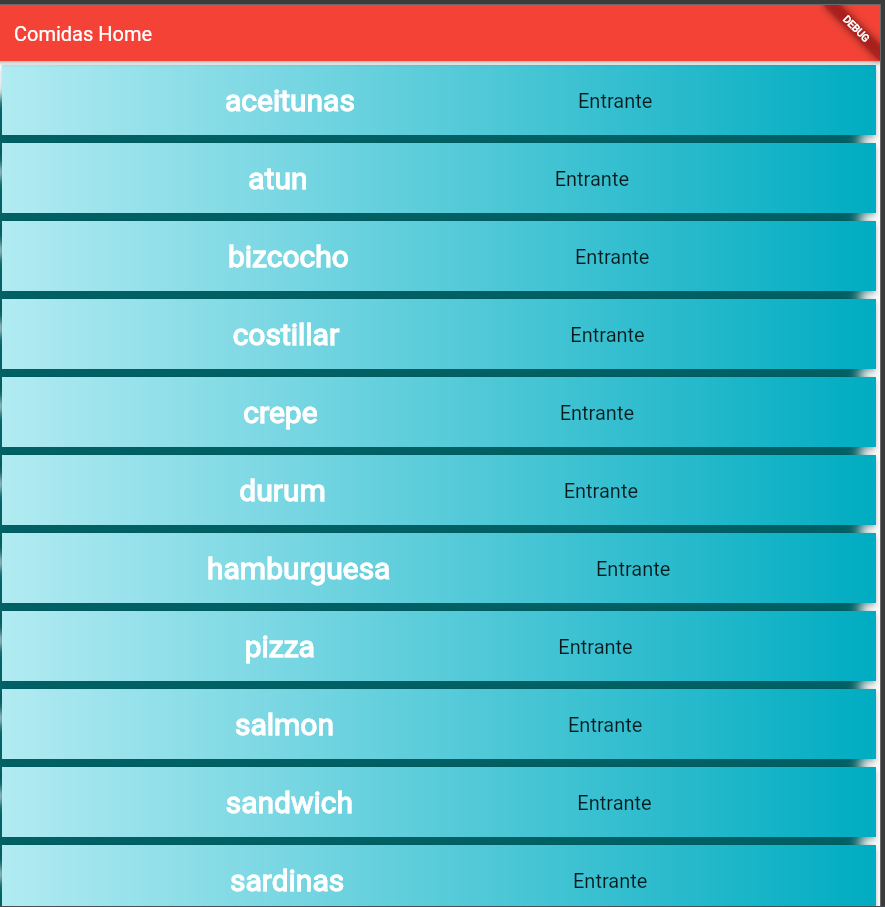 Comidas Home
DEBUG
aceitunas Entrante
atun Entrante
bizcocho Entrante
costillar Entrante
crepe Entrante
durum Entrante
hamburguesa Entrante
pizza Entrante
salmon Entrante
sandwich Entrante
sardinas Entrante